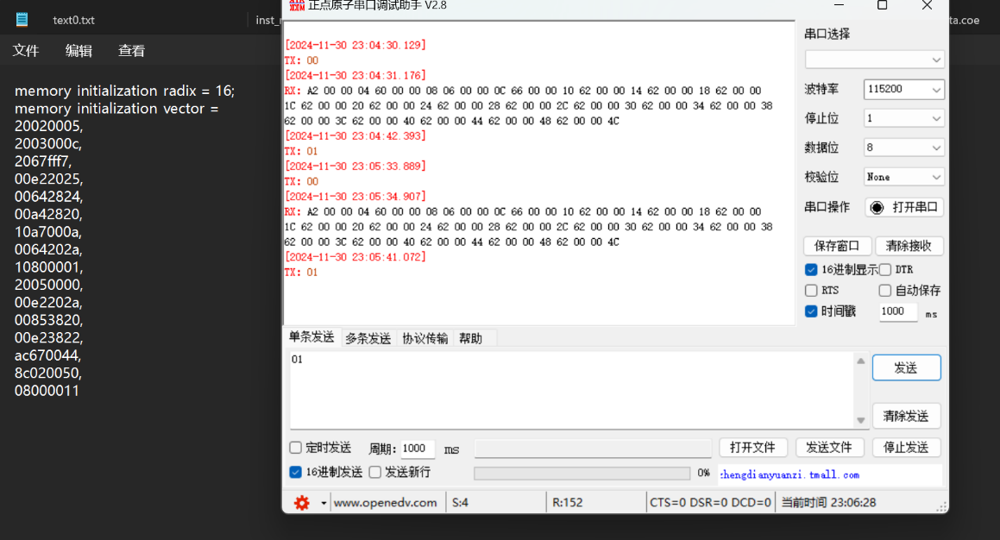 text0.txt
inst_
正点原子串口调试助手 V2.8
ta.coe
文件 编辑 查看
memory initialization radix = 16;
memory initialization vector =
20020005,
2003000c,
2067fff7,
00e22025,
00642824,
00a42820,
10a7000a,
0064202a,
10800001,
20050000,
00e2202a,
00853820,
00e23822,
ac670044,
8c020050,
08000011
[2024-11-30 23:04:30.129]
TX: 00
[2024-11-30 23:04:31.176]
RX: A2 00 00 04 60 00 00 08 06 00 00 0C 66 00 00 10 62 00 00 14 62 00 00 18 62 00 00
1C 62 00 00 20 62 00 00 24 62 00 00 28 62 00 00 2C 62 00 00 30 62 00 00 34 62 00 00 38
62 00 00 3C 62 00 00 40 62 00 00 44 62 00 00 48 62 00 00 4C
[2024-11-30 23:04:42.393]
TX: 01
[2024-11-30 23:05:33.889]
TX: 00
[2024-11-30 23:05:34.907]
RX: A2 00 00 04 60 00 00 08 06 00 00 0C 66 00 00 10 62 00 00 14 62 00 00 18 62 00 00
1C 62 00 00 20 62 00 00 24 62 00 00 28 62 00 00 2C 62 00 00 30 62 00 00 34 62 00 00 38
62 00 00 3C 62 00 00 40 62 00 00 44 62 00 00 48 62 00 00 4C
[2024-11-30 23:05:41.072]
TX: 01
串口选择
波特率 115200
停止位 1
数据位 8
校验位 None
串口操作 打开串口
保存窗口 清除接收
16进制显示 DTR
RTS 自动保存
时间戳 1000 ms
单条发送 多条发送 协议传输 帮助
01
发送
清除发送
定时发送 周期: 1000 ms 打开文件 发送文件 停止发送
16进制发送 发送新行 0% zhengdianyuanzi.tmall.com
www.openedv.com S:4 R:152 CTS=0 DSR=0 DCD=0 当前时间 23:06:28